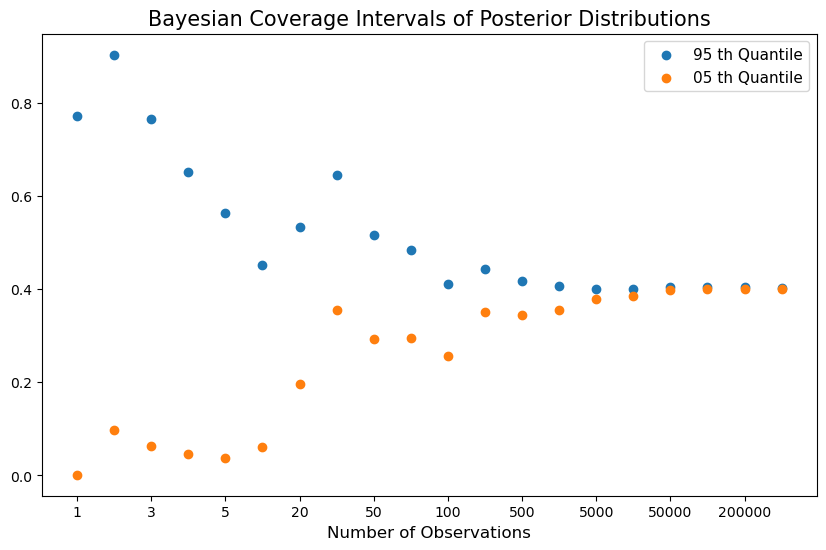 Bayesian Coverage Intervals of Posterior Distributions
95 th Quantile
05 th Quantile
0.8
0.6
0.4
0.2
0.0
1 3 5 20 50 100 500 5000 50000 200000
Number of Observations